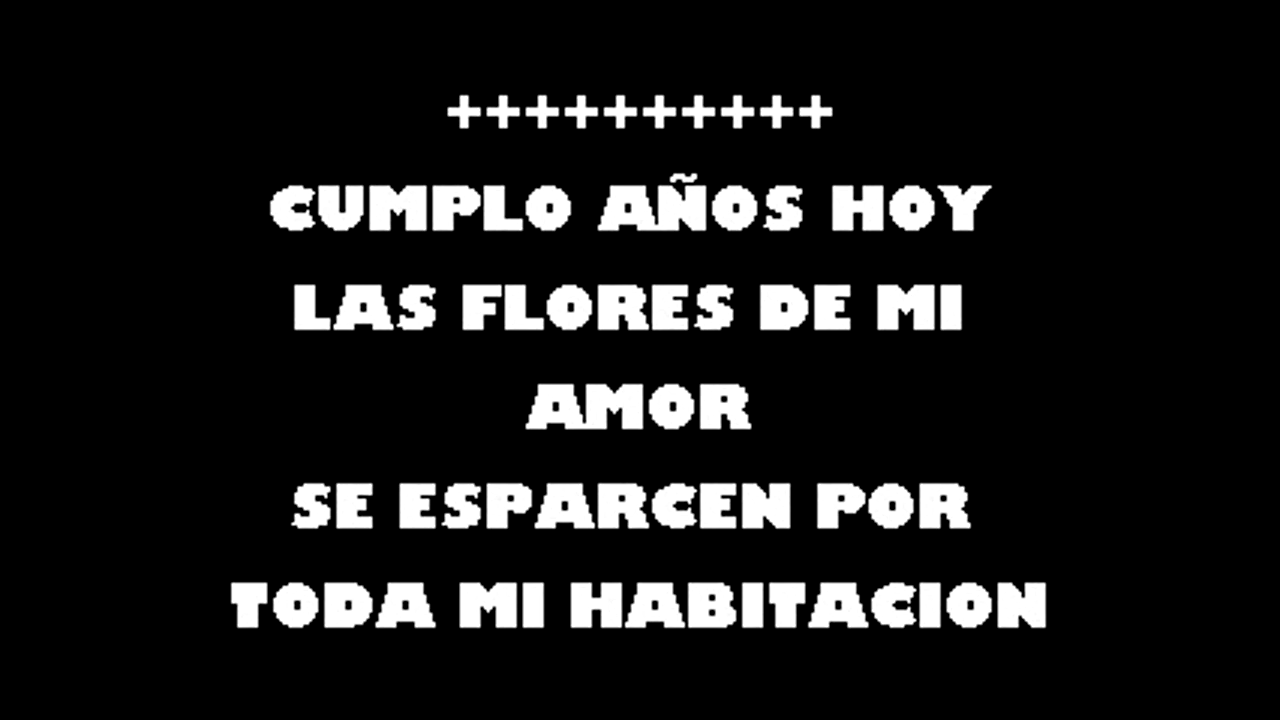 ++++++++++
CUMPLO AÑOS HOY
LAS FLORES DE MI
AMOR
SE ESPARCEN POR
TODA MI HABITACION